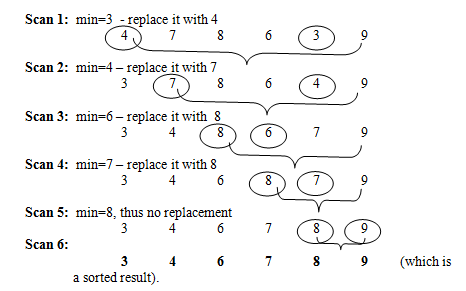 Scan 1: min=3 - replace it with 4
4 7 8 6 3 9
Scan 2: min=4 – replace it with 7
3 7 8 6 4 9
Scan 3: min=6 – replace it with 8
3 4 8 6 7 9
Scan 4: min=7 – replace it with 8
3 4 6 8 7 9
Scan 5: min=8, thus no replacement
3 4 6 7 8 9
Scan 6:
3 4 6 7 8 9 (which is
a sorted result).